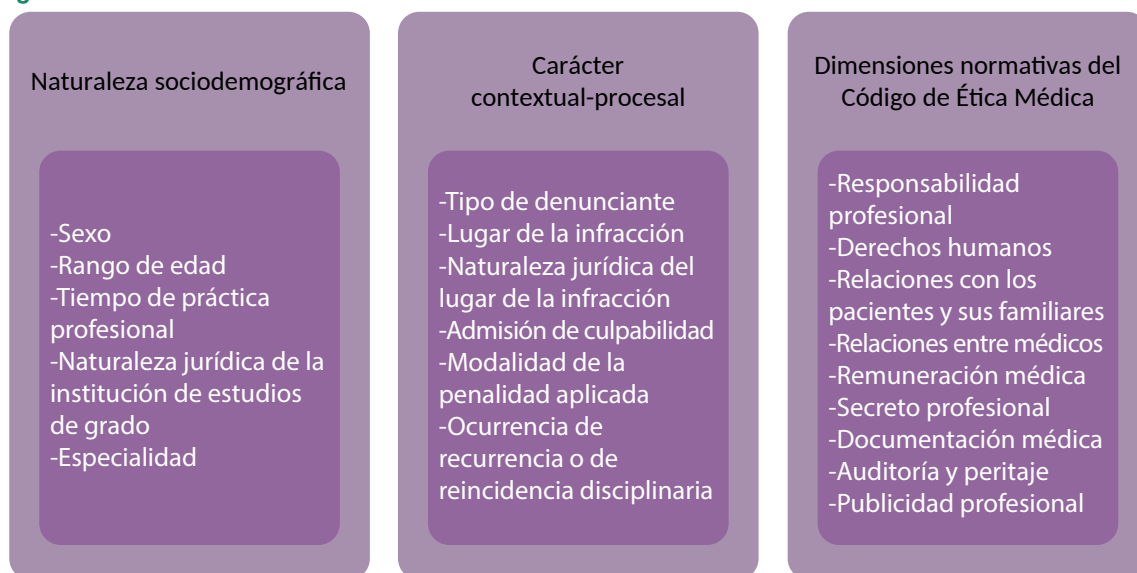 Naturaleza sociodemográfica
-Sexo
-Rango de edad
-Tiempo de práctica
profesional
-Naturaleza jurídica de la
institución de estudios
de grado
-Especialidad
Carácter
contextual-procesal
-Tipo de denunciante
-Lugar de la infracción
-Naturaleza jurídica del
lugar de la infracción
-Admisión de culpabilidad
-Modalidad de la
penalidad aplicada
-Ocurrencia de
recurrencia o de
reincidencia disciplinaria
Dimensiones normativas del
Código de Ética Médica
-Responsabilidad
profesional
-Derechos humanos
-Relaciones con los
pacientes y sus familiares
-Relaciones entre médicos
-Remuneración médica
-Secreto profesional
-Documentación médica
-Auditoría y peritaje
-Publicidad profesional